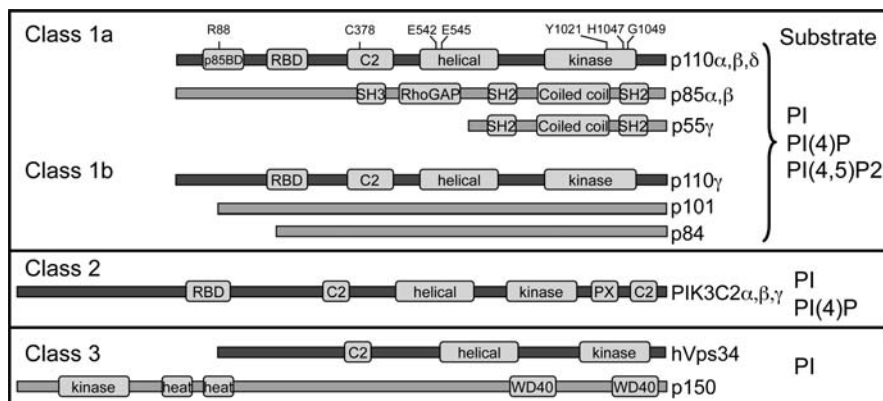 Class 1a
R88 C378 E542 E545 Y1021 H1047 G1049
Substrate
p85BD RBD C2 helical kinase p110α,β,δ
SH3 RhoGAP SH2 Coiled coil SH2 p85α,β
SH2 Coiled coil SH2 p55γ
PI
PI(4)P
PI(4,5)P2
Class 1b
RBD C2 helical kinase p110γ
p101
p84
Class 2
RBD C2 helical kinase PX C2 PIK3C2α,β,γ
PI
PI(4)P
Class 3
C2 helical kinase hVps34
PI
kinase heat heat WD40 WD40 p150